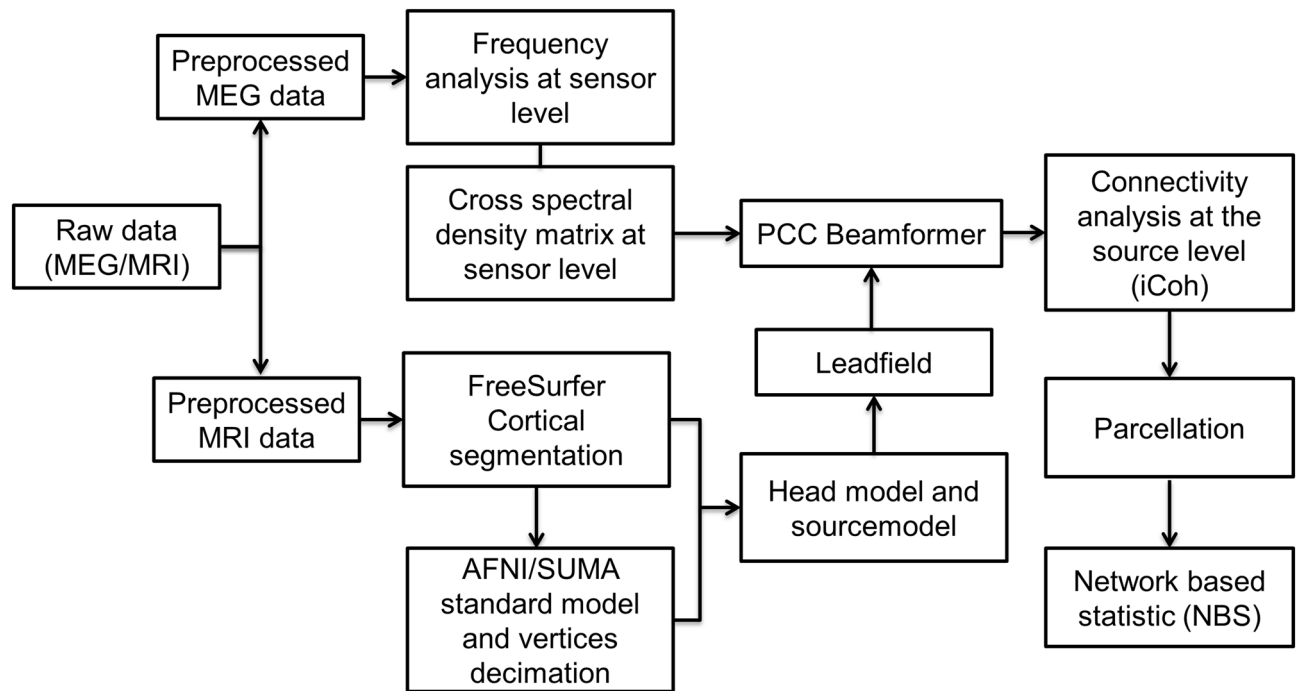 Preprocessed
MEG data
Frequency
analysis at sensor
level
Raw data
(MEG/MRI)
Cross spectral
density matrix at
sensor level
PCC Beamformer
Connectivity
analysis at the
source level
(iCoh)
Preprocessed
MRI data
FreeSurfer
Cortical
segmentation
Leadfield
Parcellation
Head model and
sourcemodel
AFNI/SUMA
standard model
and vertices
decimation
Network based
statistic (NBS)